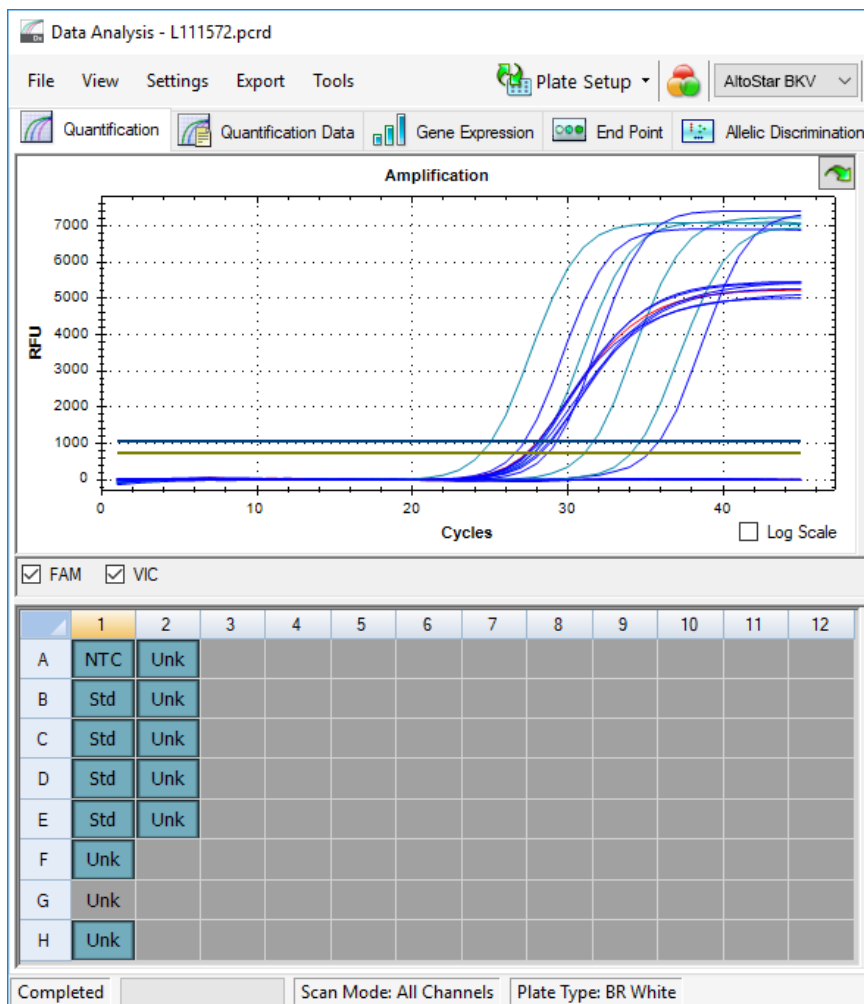 Data Analysis - L111572.pcrd
File View Settings Export Tools Plate Setup AltoStar BKV
Quantification Quantification Data Gene Expression End Point Allelic Discrimination
Amplification
RFU
7000
6000
5000
4000
3000
2000
1000
0
0 10 20 30 40
Cycles
Log Scale
FAM VIC
1 2 3 4 5 6 7 8 9 10 11 12
A NTC Unk
B Std Unk
C Std Unk
D Std Unk
E Std Unk
F Unk
G Unk
H Unk
Completed Scan Mode: All Channels Plate Type: BR White